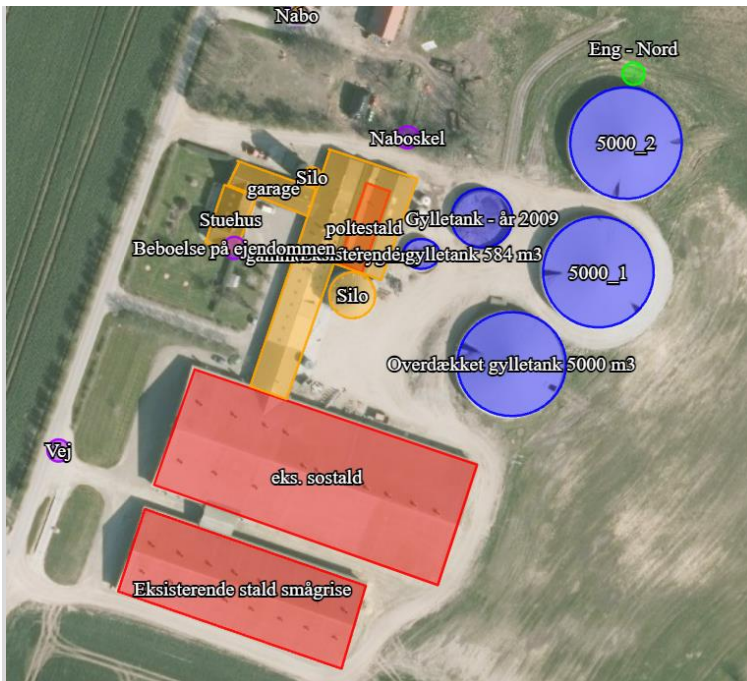 Nabo
Eng - Nord
Naboskel
5000_2
Silo
garage
Stuehus
poltestald
Gylletank - år 2009
Beboelse på ejendommen
gylletank 584 m3
5000_1
Silo
Overdækket gylletank 5000 m3
Vej
eks. sostald
Eksisterende stald smågrise